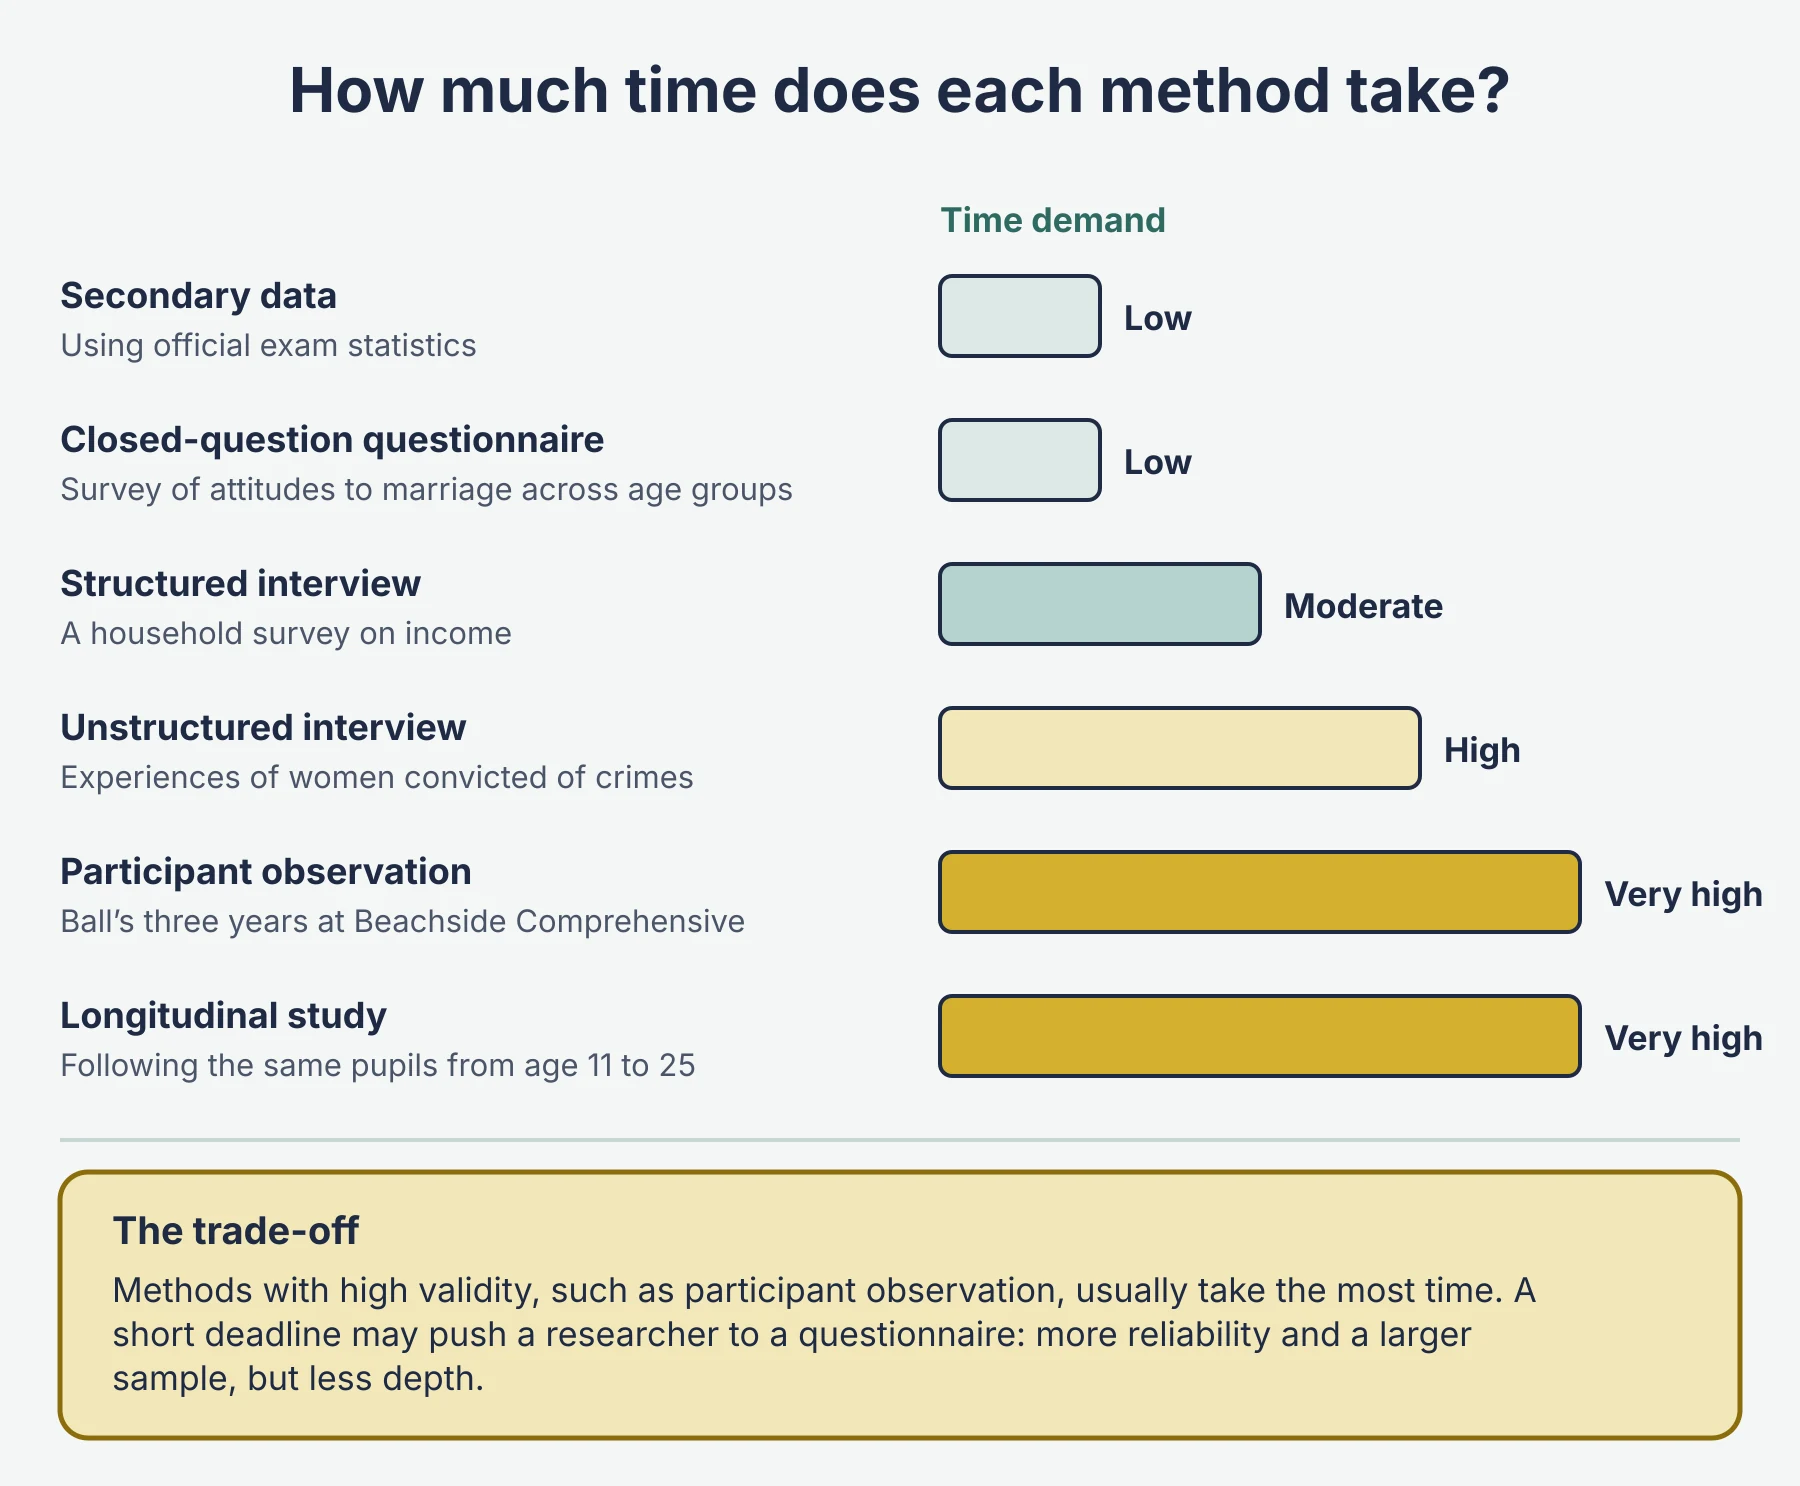 How much time does each method take?
Time demand
Secondary data
Using official exam statistics
Low
Closed-question questionnaire
Survey of attitudes to marriage across age groups
Low
Structured interview
A household survey on income
Moderate
Unstructured interview
Experiences of women convicted of crimes
High
Participant observation
Ball’s three years at Beachside Comprehensive
Very high
Longitudinal study
Following the same pupils from age 11 to 25
Very high
The trade-off
Methods with high validity, such as participant observation, usually take the most time. A
short deadline may push a researcher to a questionnaire: more reliability and a larger
sample, but less depth.